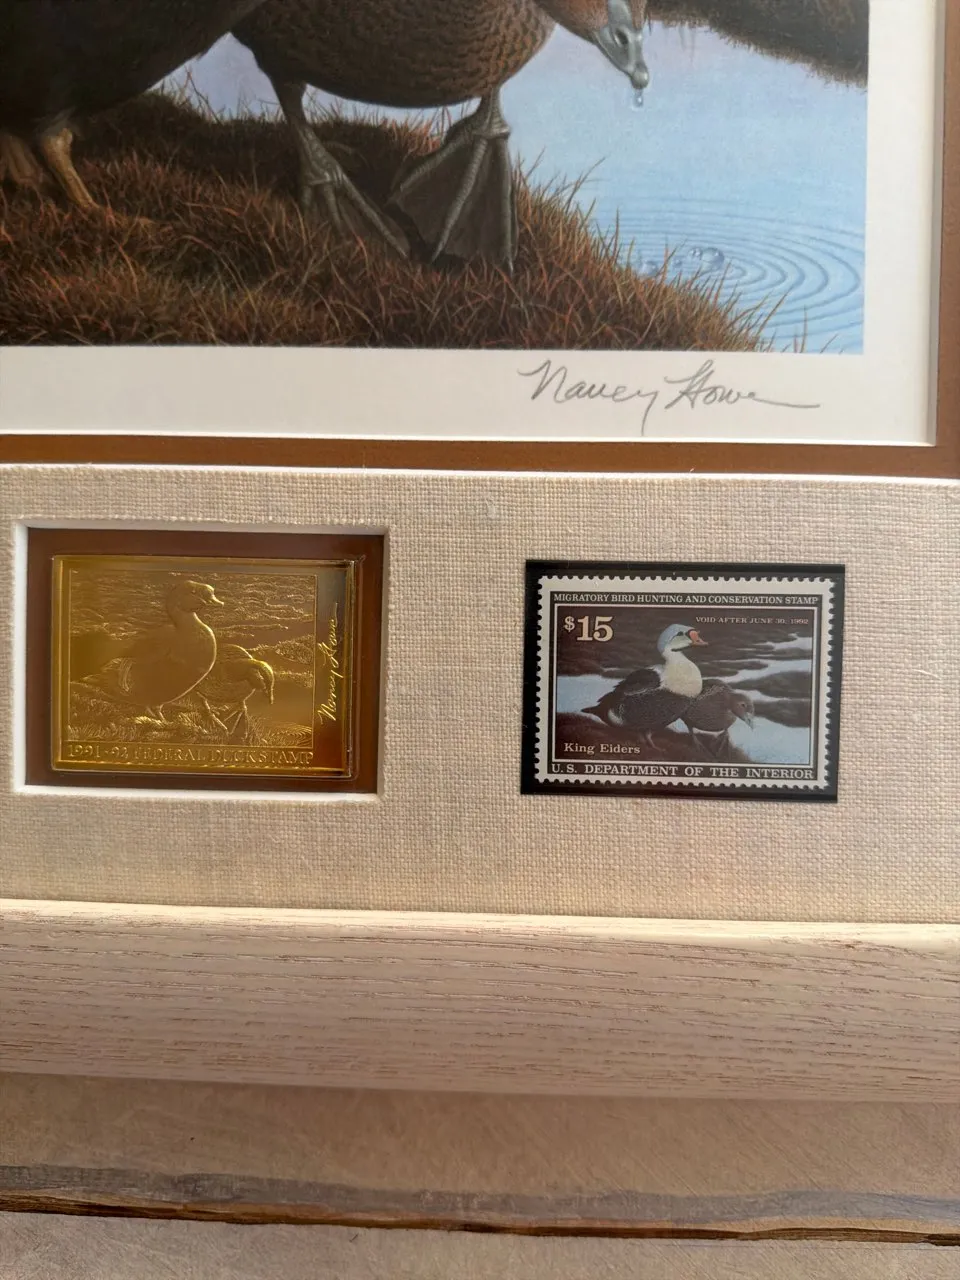 Nancy Howe
1991-92 FEDERAL DUCK STAMP
Nancy Howe
MIGRATORY BIRD HUNTING AND CONSERVATION STAMP
$15
VOID AFTER JUNE 30, 1992
King Eiders
U.S. DEPARTMENT OF THE INTERIOR